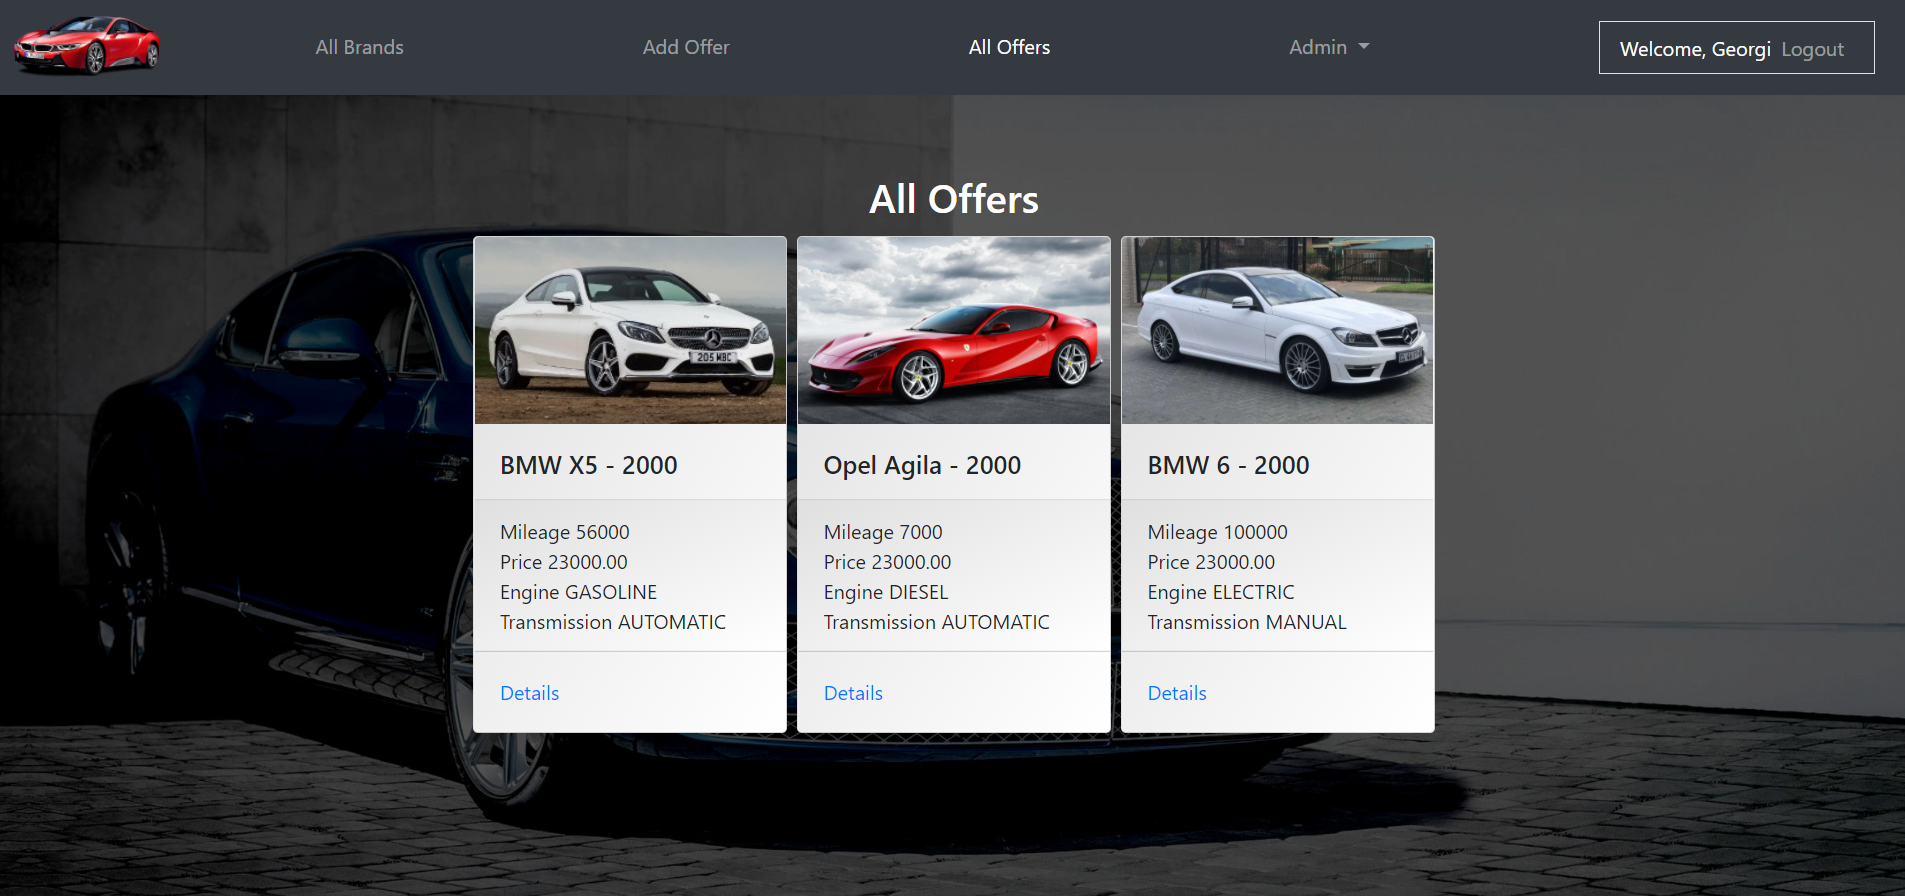 All Brands
Add Offer
All Offers
Admin
Welcome, Georgi Logout
All Offers
205 MBC
BMW X5 - 2000
Mileage 56000
Price 23000.00
Engine GASOLINE
Transmission AUTOMATIC
Details
Opel Agila - 2000
Mileage 7000
Price 23000.00
Engine DIESEL
Transmission AUTOMATIC
Details
BMW 6 - 2000
Mileage 100000
Price 23000.00
Engine ELECTRIC
Transmission MANUAL
Details